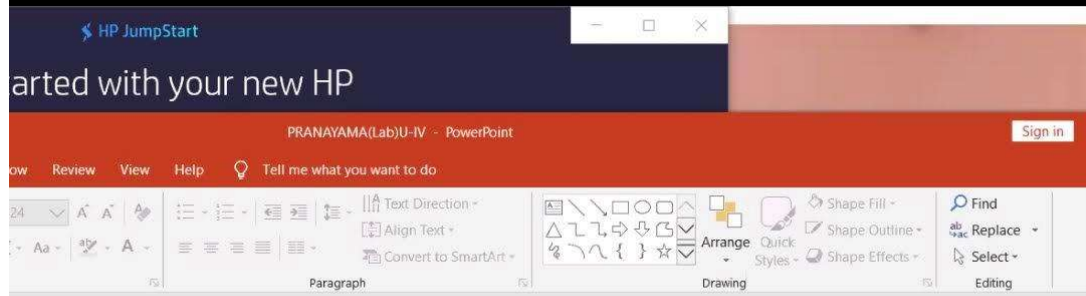 HP JumpStart
arted with your new HP
PRANAYAMA(Lab)U-IV - PowerPoint
Sign in
ow Review View Help Tell me what you want to do
24 A A A Text Direction Shape Fill Find
Align Text Shape Outline Replace
Aa A Arrange Quick
Convert to SmartArt Styles Shape Effects Select
Paragraph Drawing Editing